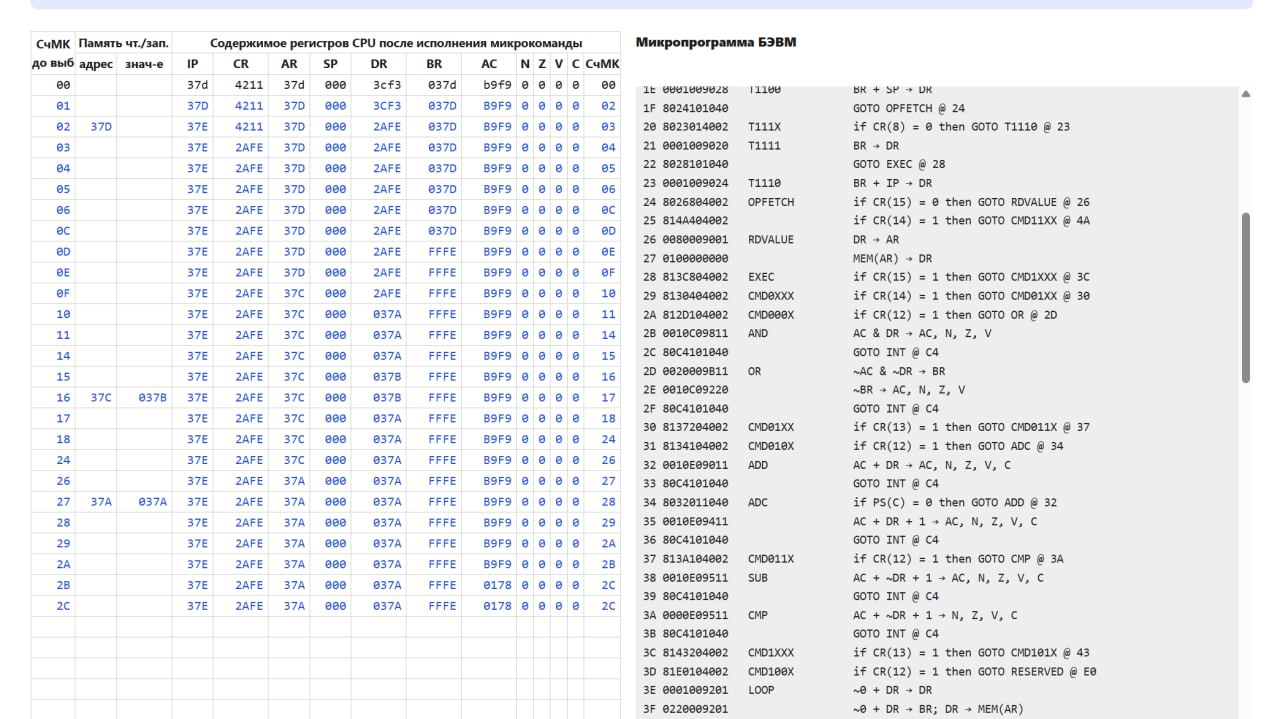 СчМК Память чт./зап. Содержимое регистров CPU после исполнения микрокоманды
до выб адрес знач-е IP CR AR SP DR BR AC N Z V C СчМК
00 37d 4211 37d 000 3cf3 037d b9f9 0 0 0 0 00
01 37D 4211 37D 000 3CF3 037D B9F9 0 0 0 0 02
02 37D 37E 4211 37D 000 2AFE 037D B9F9 0 0 0 0 03
03 37E 2AFE 37D 000 2AFE 037D B9F9 0 0 0 0 04
04 37E 2AFE 37D 000 2AFE 037D B9F9 0 0 0 0 05
05 37E 2AFE 37D 000 2AFE 037D B9F9 0 0 0 0 06
06 37E 2AFE 37D 000 2AFE 037D B9F9 0 0 0 0 0C
0C 37E 2AFE 37D 000 2AFE 037D B9F9 0 0 0 0 0D
0D 37E 2AFE 37D 000 2AFE FFFE B9F9 0 0 0 0 0E
0E 37E 2AFE 37D 000 2AFE FFFE B9F9 0 0 0 0 0F
0F 37E 2AFE 37C 000 2AFE FFFE B9F9 0 0 0 0 10
10 37E 2AFE 37C 000 037A FFFE B9F9 0 0 0 0 11
11 37E 2AFE 37C 000 037A FFFE B9F9 0 0 0 0 14
14 37E 2AFE 37C 000 037A FFFE B9F9 0 0 0 0 15
15 37E 2AFE 37C 000 037B FFFE B9F9 0 0 0 0 16
16 37C 037B 37E 2AFE 37C 000 037B FFFE B9F9 0 0 0 0 17
17 37E 2AFE 37C 000 037A FFFE B9F9 0 0 0 0 18
18 37E 2AFE 37C 000 037A FFFE B9F9 0 0 0 0 24
24 37E 2AFE 37C 000 037A FFFE B9F9 0 0 0 0 26
26 37E 2AFE 37A 000 037A FFFE B9F9 0 0 0 0 27
27 37A 037A 37E 2AFE 37A 000 037A FFFE B9F9 0 0 0 0 28
28 37E 2AFE 37A 000 037A FFFE B9F9 0 0 0 0 29
29 37E 2AFE 37A 000 037A FFFE B9F9 0 0 0 0 2A
2A 37E 2AFE 37A 000 037A FFFE B9F9 0 0 0 0 2B
2B 37E 2AFE 37A 000 037A FFFE 0178 0 0 0 0 2C
2C 37E 2AFE 37A 000 037A FFFE 0178 0 0 0 0 2C
Микропрограмма БЭВМ
1E 0001009028 T1100 BR + SP → DR
1F 8024101040 GOTO OPFETCH @ 24
20 8023014002 T111X if CR(8) = 0 then GOTO T1110 @ 23
21 0001009020 T1111 BR → DR
22 8028101040 GOTO EXEC @ 28
23 0001009024 T1110 BR + IP → DR
24 8026804002 OPFETCH if CR(15) = 0 then GOTO RDVALUE @ 26
25 814A404002 if CR(14) = 1 then GOTO CMD11XX @ 4A
26 0080009001 RDVALUE DR → AR
27 0100000000 MEM(AR) → DR
28 813C804002 EXEC if CR(15) = 1 then GOTO CMD1XXX @ 3C
29 8130404002 CMD0XXX if CR(14) = 1 then GOTO CMD01XX @ 30
2A 812D104002 CMD000X if CR(12) = 1 then GOTO OR @ 2D
2B 0010C09811 AND AC & DR → AC, N, Z, V
2C 80C4101040 GOTO INT @ C4
2D 0020009B11 OR ~AC & ~DR → BR
2E 0010C09220 ~BR → AC, N, Z, V
2F 80C4101040 GOTO INT @ C4
30 8137204002 CMD01XX if CR(13) = 1 then GOTO CMD011X @ 37
31 8134104002 CMD010X if CR(12) = 1 then GOTO ADC @ 34
32 0010E09011 ADD AC + DR → AC, N, Z, V, C
33 80C4101040 GOTO INT @ C4
34 8032011040 ADC if PS(C) = 0 then GOTO ADD @ 32
35 0010E09411 AC + DR + 1 → AC, N, Z, V, C
36 80C4101040 GOTO INT @ C4
37 813A104002 CMD011X if CR(12) = 1 then GOTO CMP @ 3A
38 0010E09511 SUB AC + ~DR + 1 → AC, N, Z, V, C
39 80C4101040 GOTO INT @ C4
3A 0000E09511 CMP AC + ~DR + 1 → N, Z, V, C
3B 80C4101040 GOTO INT @ C4
3C 8143204002 CMD1XXX if CR(13) = 1 then GOTO CMD101X @ 43
3D 81E0104002 CMD100X if CR(12) = 1 then GOTO RESERVED @ E0
3E 0001009201 LOOP ~0 + DR → DR
3F 0220009201 ~0 + DR → BR; DR → MEM(AR)